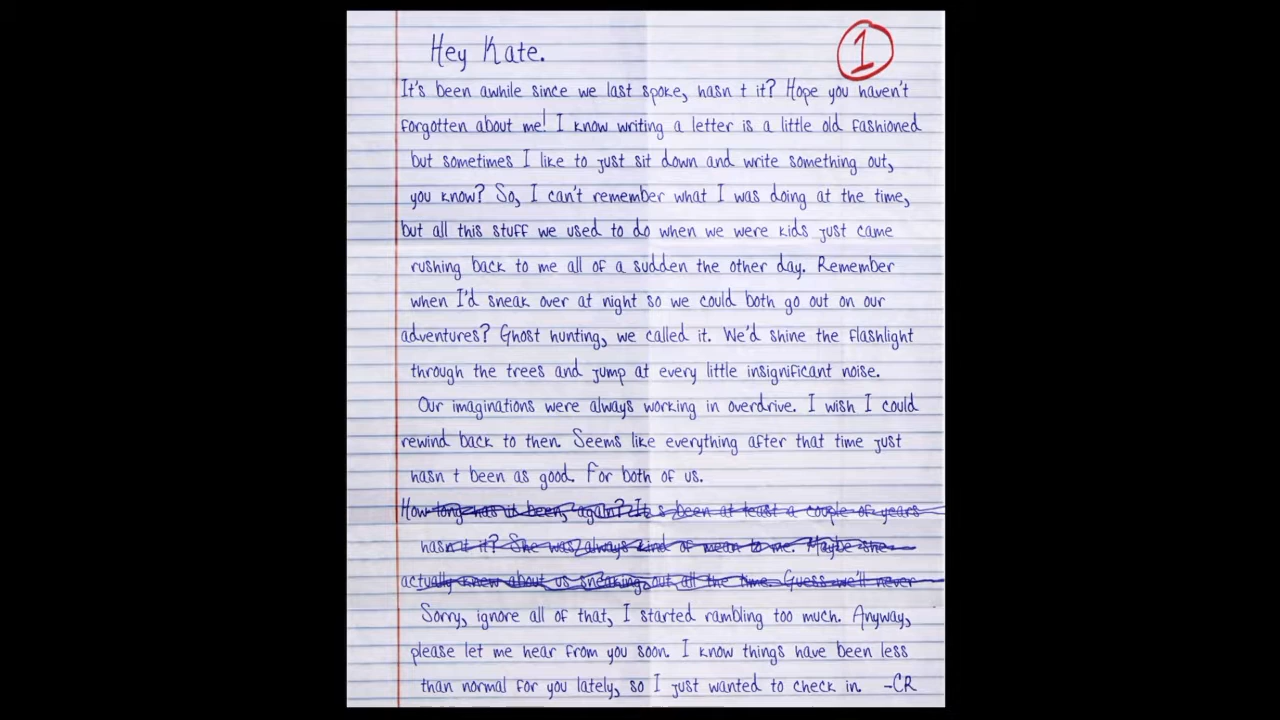 Hey Kate.
1
It's been awhile since we last spoke, hasn t it? Hope you haven't
forgotten about me! I know writing a letter is a little old fashioned
but sometimes I like to just sit down and write something out,
you know? So, I can't remember what I was doing at the time,
but all this stuff we used to do when we were kids just came
rushing back to me all of a sudden the other day. Remember
when I'd sneak over at night so we could both go out on our
adventures? Ghost hunting, we called it. We'd shine the flashlight
through the trees and jump at every little insignificant noise.
Our imaginations were always working in overdrive. I wish I could
rewind back to then. Seems like everything after that time just
hasn t been as good. For both of us.
How long has it been, again? It s been at least a couple of years
hasn t it? She was always kind of mean to me. Maybe she
actually knew about us sneaking out all the time. Guess we'll never
Sorry, ignore all of that, I started rambling too much. Anyway,
please let me hear from you soon. I know things have been less
than normal for you lately, so I just wanted to check in. -CR